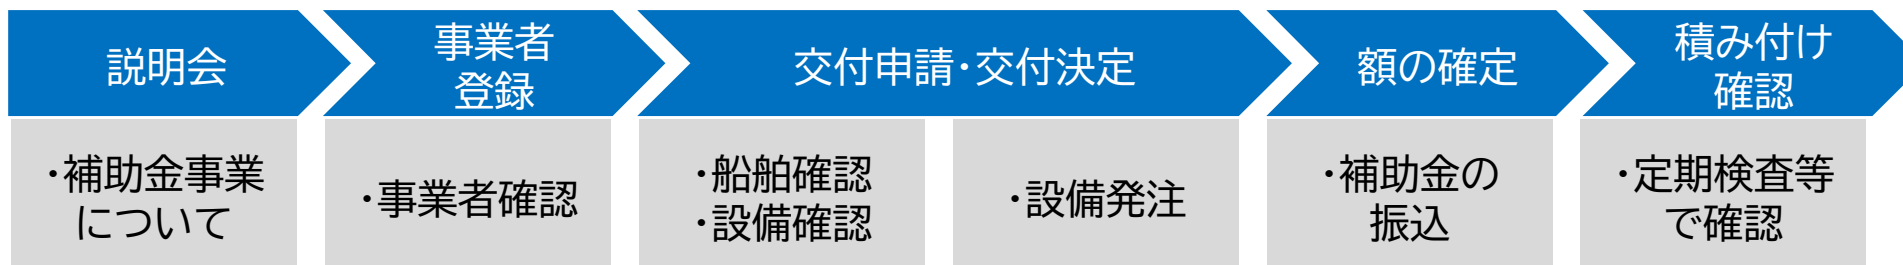 説明会
事業者
登録
交付申請・交付決定
額の確定
積み付け
確認
・補助金事業
について
・事業者確認
・船舶確認
・設備確認
・設備発注
・補助金の
振込
・定期検査等
で確認